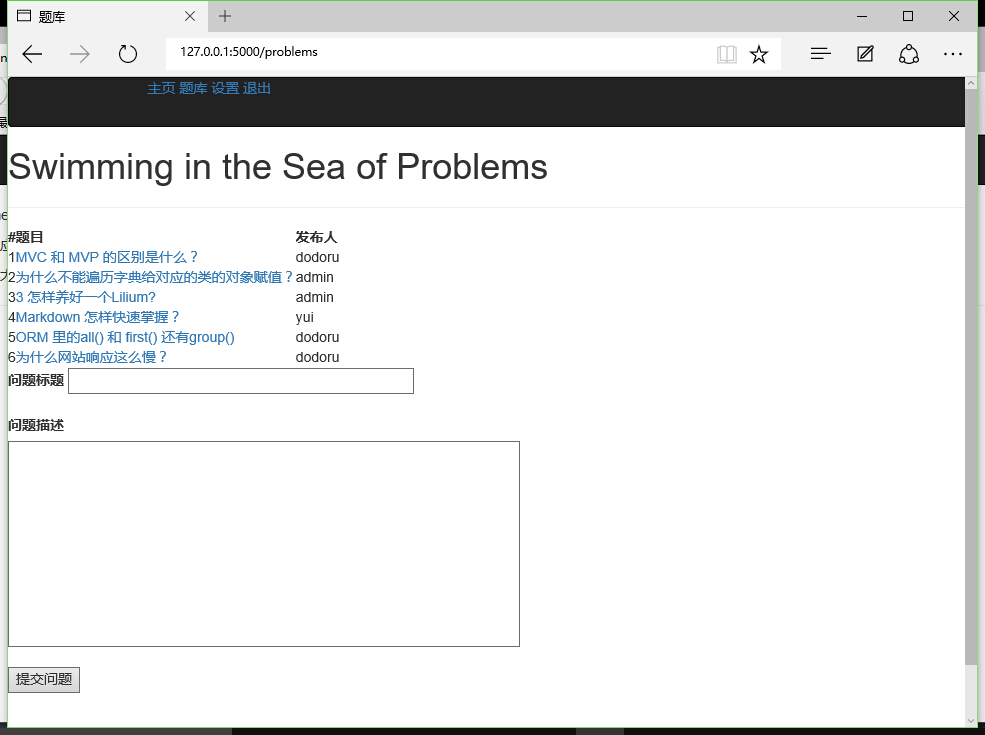 题库
127.0.0.1:5000/problems
主页 题库 设置 退出
Swimming in the Sea of Problems
#题目 发布人
1MVC 和 MVP 的区别是什么？ dodoru
2为什么不能遍历字典给对应的类的对象赋值？ admin
33 怎样养好一个Lilium? admin
4Markdown 怎样快速掌握？ yui
5ORM 里的all() 和 first() 还有group() dodoru
6为什么网站响应这么慢？ dodoru
问题标题
问题描述
提交问题